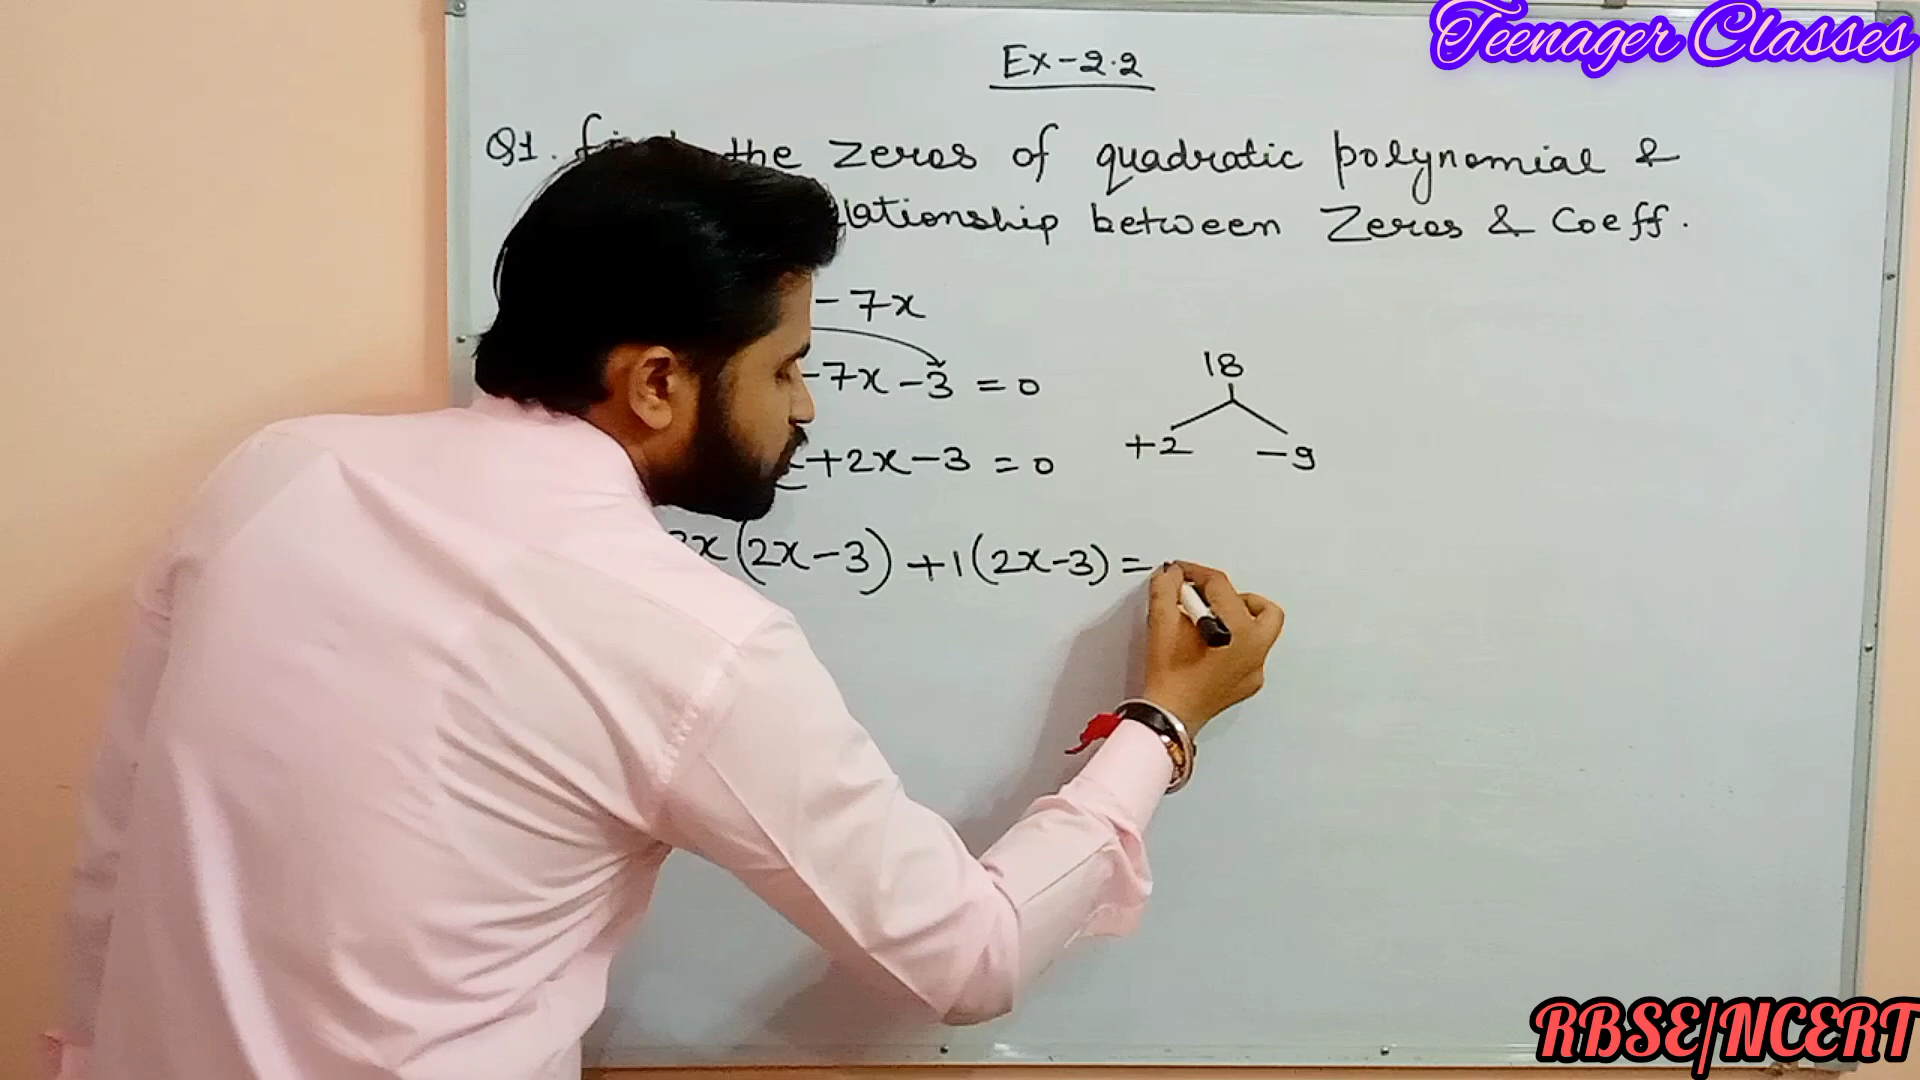 Teenager Classes
Ex-2.2
Q1. the zeros of quadratic polynomial &
between Zeros & Coeff.
-7x
-7x-3=0
18
+2 -9
+2x-3=0
(2x-3)+1(2x-3)=
RBSE/NCERT